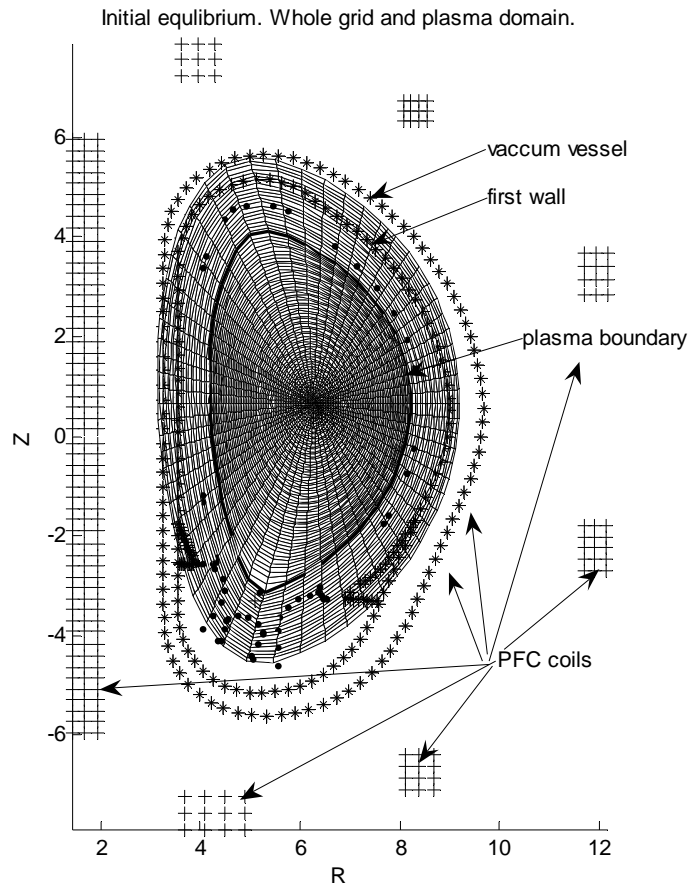 Initial equlibrium. Whole grid and plasma domain.
vaccum vessel
first wall
plasma boundary
PFC coils
Z
6
4
2
0
-2
-4
-6
2
4
6
8
10
12
R